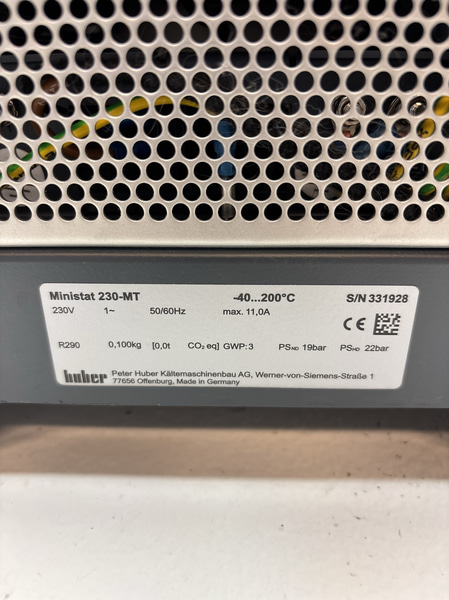 Ministat 230-MT -40...200°C S/N 331928
230V 1~ 50/60Hz max. 11,0A
CE
R290 0,100kg [0,0t CO₂ eq] GWP:3 PSND 19bar PSHD 22bar
huber Peter Huber Kältemaschinenbau AG, Werner-von-Siemens-Straße 1
77656 Offenburg, Made in Germany